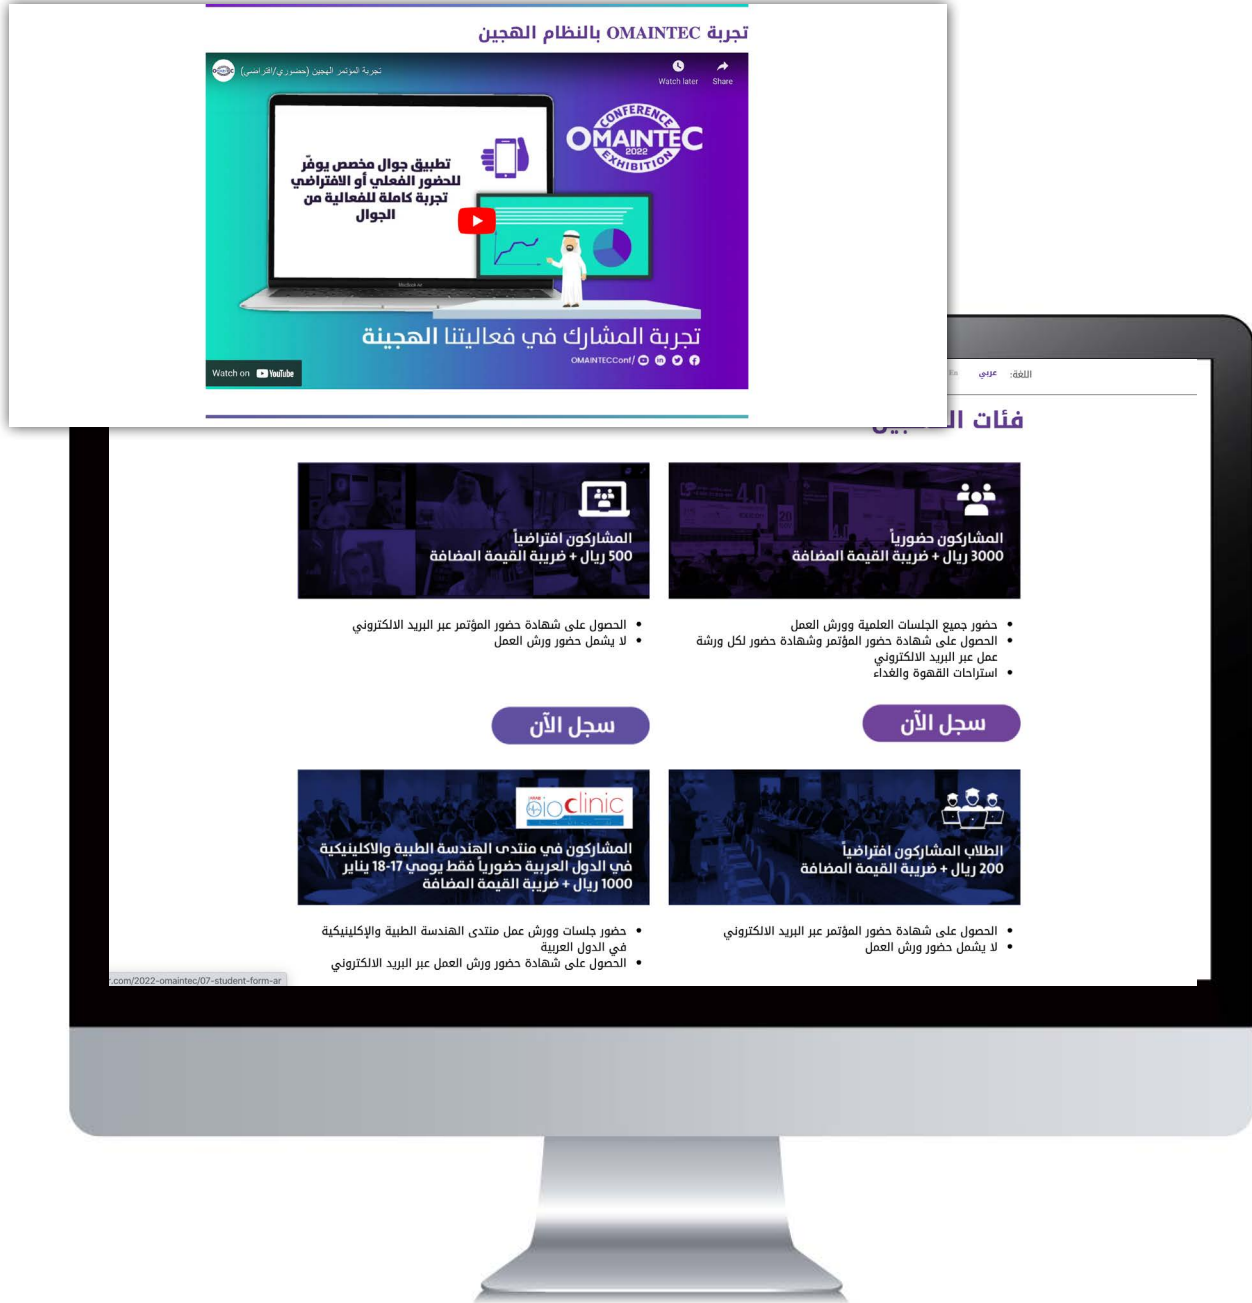 تجربة OMAINTEC بالنظام الهجين
تجربة المؤتمر الهجين (حضوري/افتراضي)
Watch later
Share
CONFERENCE
OMAINTEC
2022
EXHIBITION
تطبيق جوال مخصص يوفّر
للحضور الفعلي أو الافتراضي
تجربة كاملة للفعالية من
الجوال
MacBook Air
تجربة المشارك في فعاليتنا الهجينة
OMAINTECConf/
Watch on YouTube
اللغة: عربي En
فئات
المشاركون حضورياً
3000 ريال + ضريبة القيمة المضافة
• حضور جميع الجلسات العلمية وورش العمل
• الحصول على شهادة حضور المؤتمر وشهادة حضور لكل ورشة
عمل عبر البريد الالكتروني
• استراحات القهوة والغداء
سجل الآن
المشاركون افتراضياً
500 ريال + ضريبة القيمة المضافة
• الحصول على شهادة حضور المؤتمر عبر البريد الالكتروني
• لا يشمل حضور ورش العمل
سجل الآن
الطلاب المشاركون افتراضياً
200 ريال + ضريبة القيمة المضافة
• الحصول على شهادة حضور المؤتمر عبر البريد الالكتروني
• لا يشمل حضور ورش العمل
ARAB
Bioclinic
المشاركون في منتدى الهندسة الطبية والاكلينيكية
في الدول العربية حضورياً فقط يومي 17-18 يناير
1000 ريال + ضريبة القيمة المضافة
• حضور جلسات وورش عمل منتدى الهندسة الطبية والإكلينيكية
في الدول العربية
• الحصول على شهادة حضور ورش العمل عبر البريد الالكتروني
r.com/2022-omaintec/07-student-form-ar